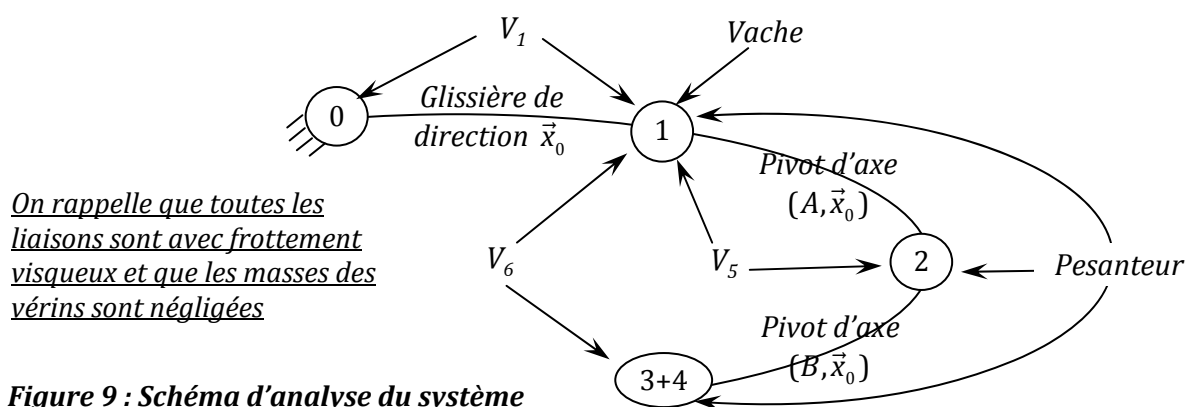 V₁
Vache
0
Glissière de
direction x⃗₀
1
Pivot d'axe
(A, x⃗₀)
On rappelle que toutes les
liaisons sont avec frottement
visqueux et que les masses des
vérins sont négligées
V₆
V₅
2
Pesanteur
Pivot d'axe
(B, x⃗₀)
3+4
Figure 9 : Schéma d'analyse du système